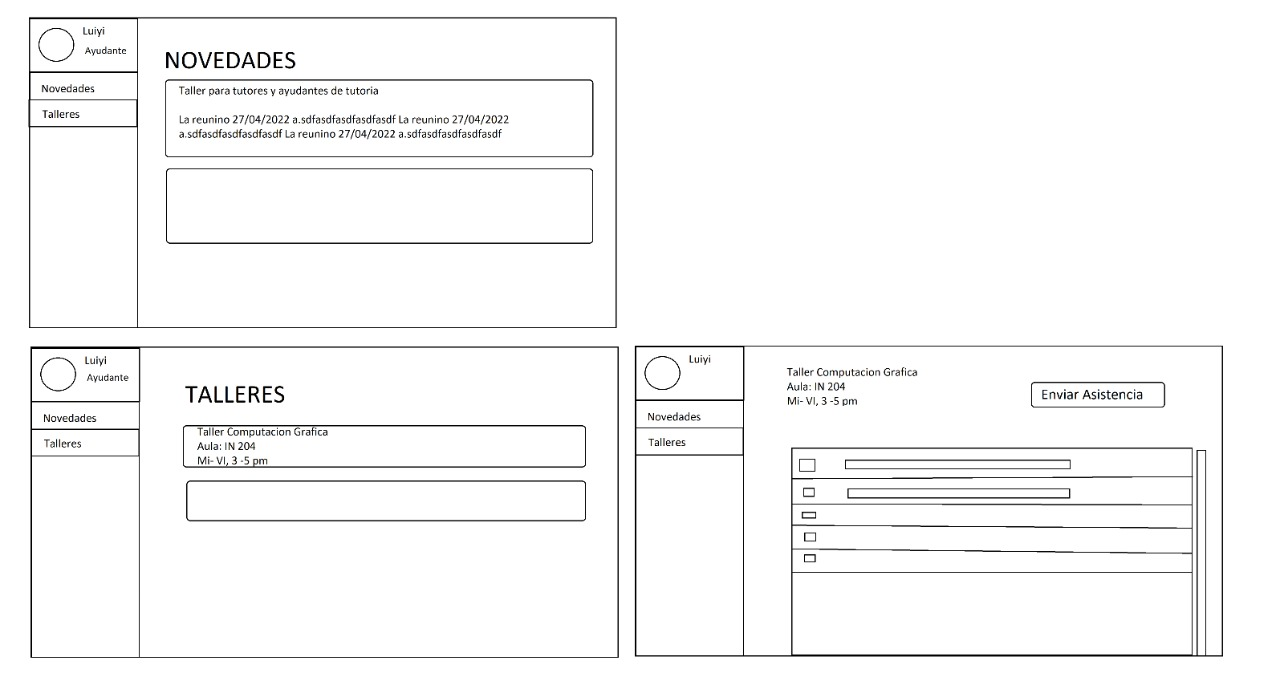 Luiyi
Ayudante
Novedades
Talleres
NOVEDADES
Taller para tutores y ayudantes de tutoria
La reunino 27/04/2022 a.sdfasdfasdfasdfasdf La reunino 27/04/2022
a.sdfasdfasdfasdfasdf La reunino 27/04/2022 a.sdfasdfasdfasdfasdf
Luiyi
Ayudante
Novedades
Talleres
TALLERES
Taller Computacion Grafica
Aula: IN 204
Mi- VI, 3 -5 pm
Luiyi
Novedades
Talleres
Taller Computacion Grafica
Aula: IN 204
Mi- VI, 3 -5 pm
Enviar Asistencia